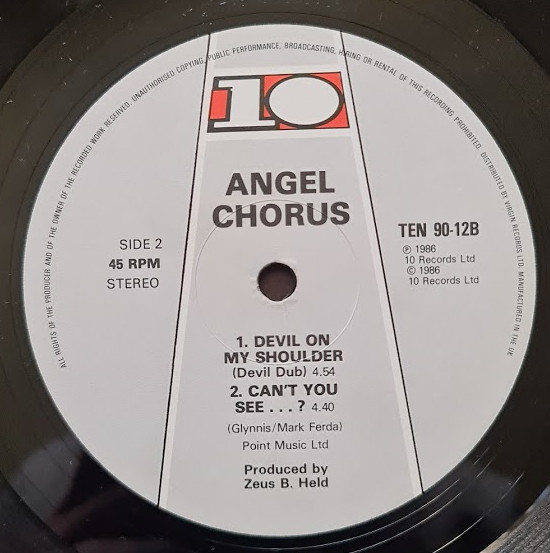 ALL RIGHTS OF THE PRODUCER AND OF THE OWNER OF THE RECORDED WORK RESERVED. UNAUTHORISED COPYING, PUBLIC PERFORMANCE, BROADCASTING, HIRING OR RENTAL OF THIS RECORDING PROHIBITED. DISTRIBUTED BY VIRGIN RECORDS LTD. MANUFACTURED IN THE UK
10
ANGEL
CHORUS
SIDE 2
45 RPM
STEREO
TEN 90-12B
℗ 1986
10 Records Ltd
© 1986
10 Records Ltd
1. DEVIL ON
MY SHOULDER
(Devil Dub) 4.54
2. CAN'T YOU
SEE . . . ? 4.40
(Glynnis/Mark Ferda)
Point Music Ltd
Produced by
Zeus B. Held